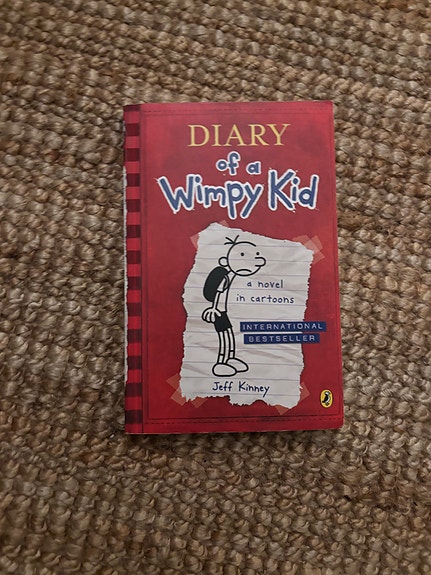 DIARY
of a
Wimpy Kid
a novel
in cartoons
INTERNATIONAL
BESTSELLER
Jeff Kinney